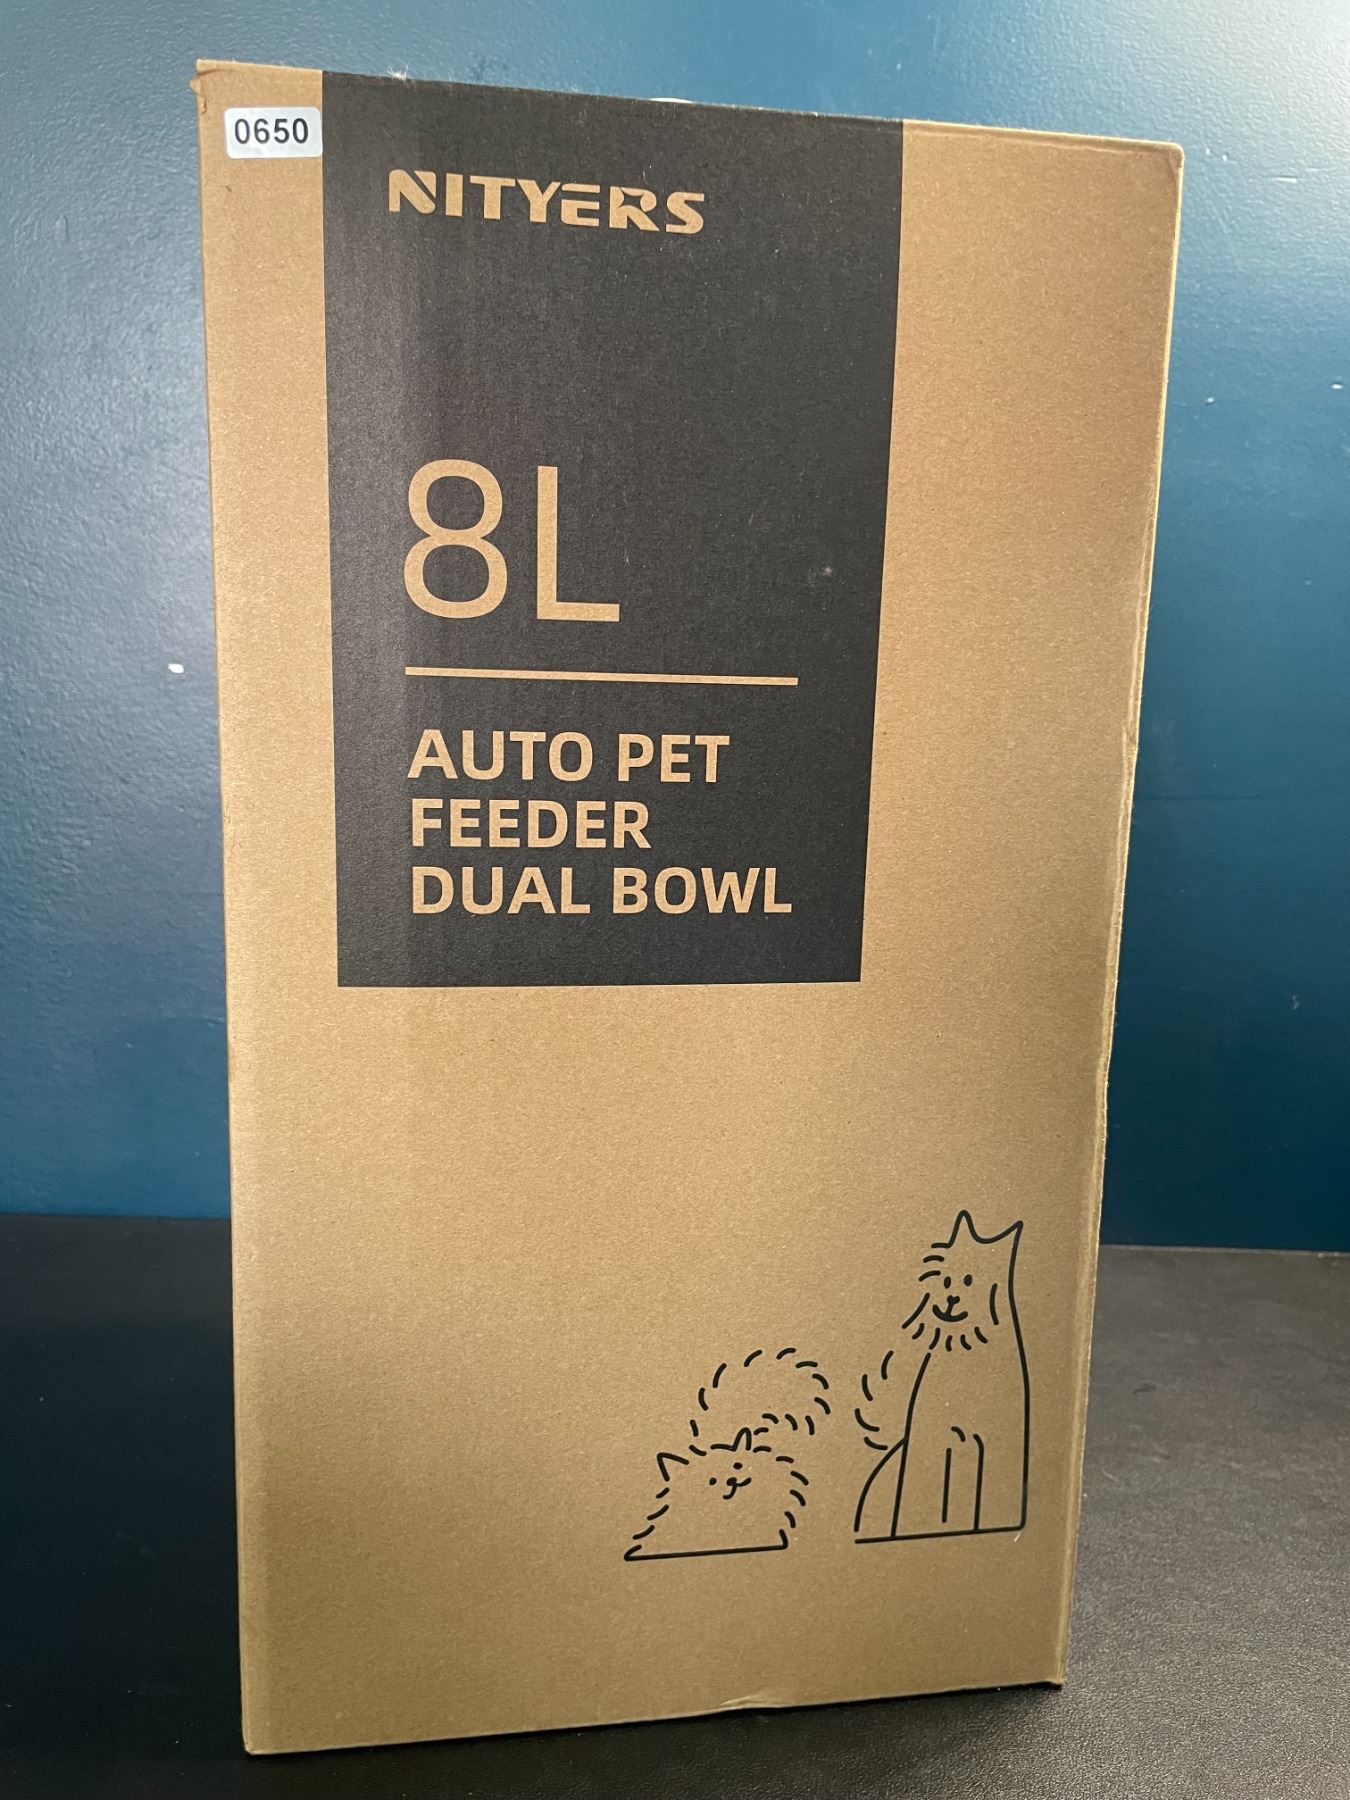 0650
NITYERS
8L
AUTO PET
FEEDER
DUAL BOWL